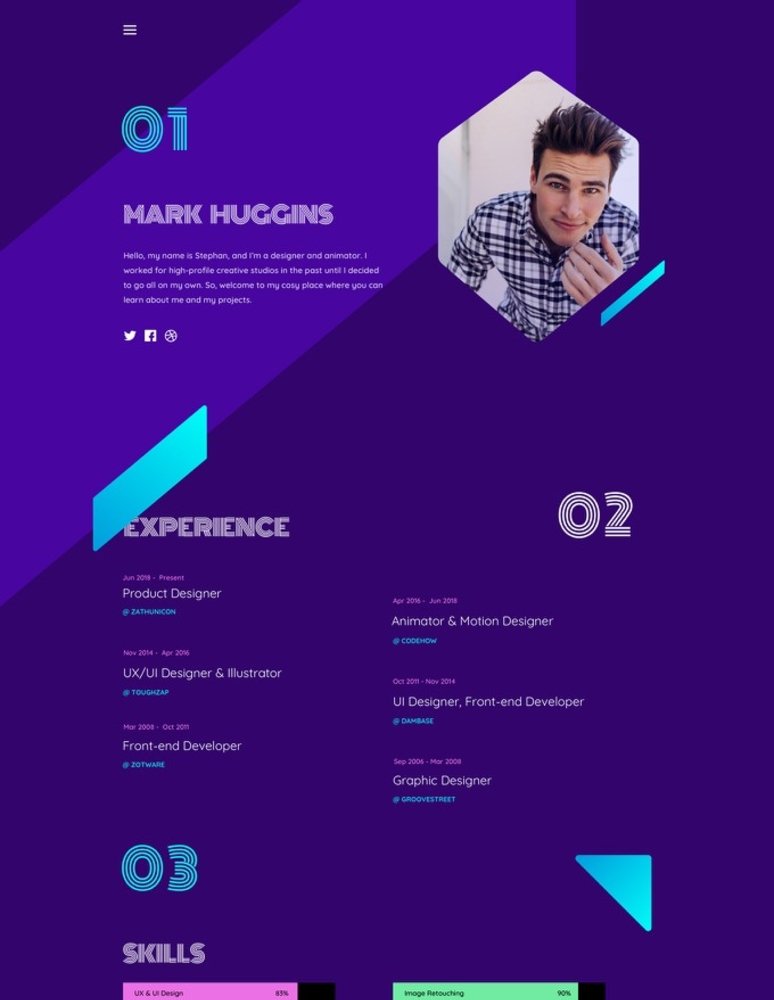 01
MARK HUGGINS
Hello, my name is Stephan, and I'm a designer and animator. I
worked for high-profile creative studios in the past until I decided
to go all on my own. So, welcome to my cosy place where you can
learn about me and my projects.
EXPERIENCE
02
Jun 2018 - Present
Product Designer
@ ZATHUNICON
Nov 2014 - Apr 2016
UX/UI Designer & Illustrator
@ TOUGHZAP
Mar 2008 - Oct 2011
Front-end Developer
@ ZOTWARE
Apr 2016 - Jun 2018
Animator & Motion Designer
@ CODEHOW
Oct 2011 - Nov 2014
UI Designer, Front-end Developer
@ DAMBASE
Sep 2006 - Mar 2008
Graphic Designer
@ GROOVESTREET
03
SKILLS
UX & UI Design 83%
Image Retouching 90%